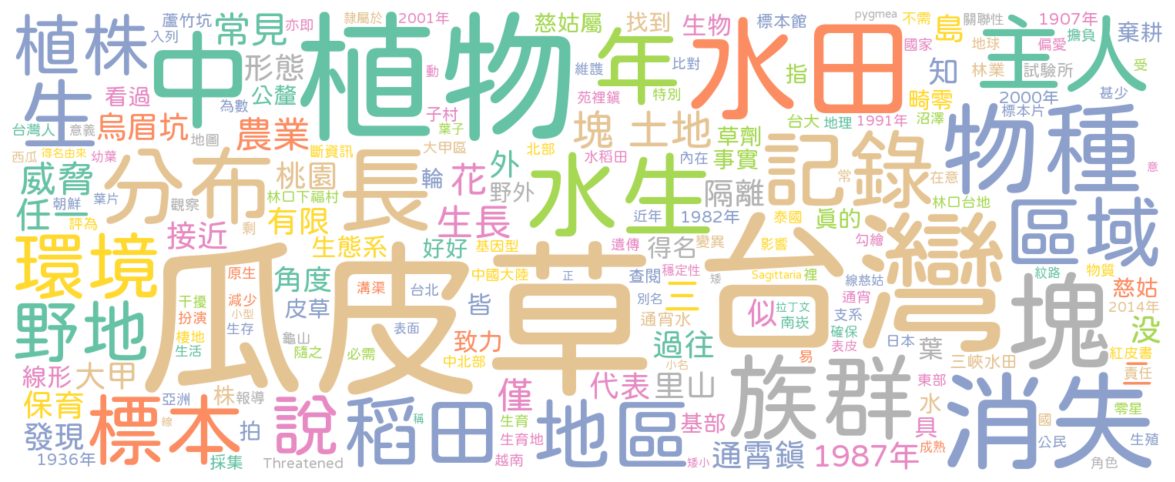 植株
蘆竹坑
入列
常見
亦即
隸屬於
2001年
慈姑屬
找到
生物
標本館
pygmea
不需
島
關聯性
1907年
擔負
棄耕
中
植物
年
水田
主人
形態
維護
比對
國家
偏愛
地球
受
生
看過
公釐
動
苑裡鎮
特別
指
知
林業
試驗所
烏眉坑
農業
子村
葉子
塊
土地
台大
地理
1991年
畸零
沼澤
2000年
標本片
甚少
台灣人
意義
地圖
斷資訊
大甲區
北部
水稻田
草劑
事實
物種
西瓜
得名由來
幼葉
分布
桃園
長
輪
花
外
野外
水生
內在
隔離
記錄
常
在意
意
威脅
朝鮮
葉片
觀察
林口下福村
任一
評為
剩
有限
生長
近年
1982年
泰國
眞的
林口台地
接近
環境
生態系
好好
基因型
遺傳
得名
變異
影響
勾繪
區域
瓜皮草
台灣
原生
角度
中國大陸
正
查閱
穩定性
矮
Sagittaria
裡
線慈姑
紋路
物質
慈姑
野地
干擾
減少
溝渠
台北
皆
別名
三
拉丁文
通宵
2014年
扮演
小型
皮草
似
南崁
支系
確保
塊
沒
棲地
生存
表面
致力
通宵水
過往
表皮
日本
紅皮書
生活
龜山
隨之
必需
中北部
小名
易
葉
三峽水田
責任
線形
大甲
僅
代表
里山
族群
東部
二
保育
株
報導
亞洲
稱
生育
水
消失
零星
標本
說
稻田
地區
基部
具
國
公民
生殖
發現
拍
線
生育地
1936年
採集
Threatened
越南
矮小
通霄鎮
1987年
成熟
角色